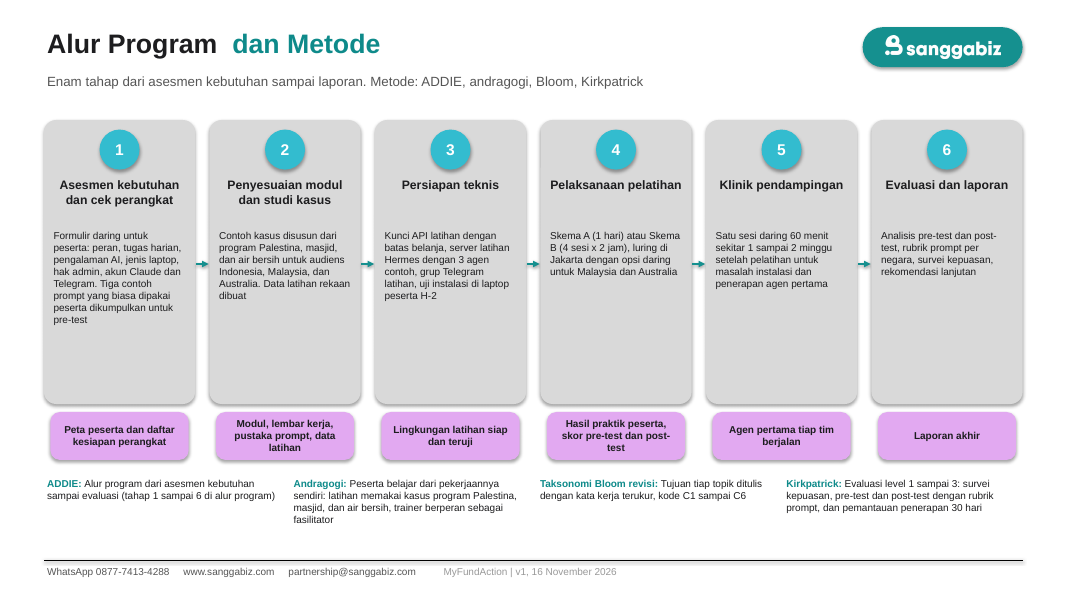 Alur Program dan Metode
sanggabiz
Enam tahap dari asesmen kebutuhan sampai laporan. Metode: ADDIE, andragogi, Bloom, Kirkpatrick
1
Asesmen kebutuhan
dan cek perangkat
Formulir daring untuk
peserta: peran, tugas harian,
pengalaman AI, jenis laptop,
hak admin, akun Claude dan
Telegram. Tiga contoh
prompt yang biasa dipakai
peserta dikumpulkan untuk
pre-test
Peta peserta dan daftar
kesiapan perangkat
2
Penyesuaian modul
dan studi kasus
Contoh kasus disusun dari
program Palestina, masjid,
dan air bersih untuk audiens
Indonesia, Malaysia, dan
Australia. Data latihan rekaan
dibuat
Modul, lembar kerja,
pustaka prompt, data
latihan
3
Persiapan teknis
Kunci API latihan dengan
batas belanja, server latihan
Hermes dengan 3 agen
contoh, grup Telegram
latihan, uji instalasi di laptop
peserta H-2
Lingkungan latihan siap
dan teruji
4
Pelaksanaan pelatihan
Skema A (1 hari) atau Skema
B (4 sesi x 2 jam), luring di
Jakarta dengan opsi daring
untuk Malaysia dan Australia
Hasil praktik peserta,
skor pre-test dan post-
test
5
Klinik pendampingan
Satu sesi daring 60 menit
sekitar 1 sampai 2 minggu
setelah pelatihan untuk
masalah instalasi dan
penerapan agen pertama
Agen pertama tiap tim
berjalan
6
Evaluasi dan laporan
Analisis pre-test dan post-
test, rubrik prompt per
negara, survei kepuasan,
rekomendasi lanjutan
Laporan akhir
ADDIE: Alur program dari asesmen kebutuhan
sampai evaluasi (tahap 1 sampai 6 di alur program)
Andragogi: Peserta belajar dari pekerjaannya
sendiri: latihan memakai kasus program Palestina,
masjid, dan air bersih, trainer berperan sebagai
fasilitator
Taksonomi Bloom revisi: Tujuan tiap topik ditulis
dengan kata kerja terukur, kode C1 sampai C6
Kirkpatrick: Evaluasi level 1 sampai 3: survei
kepuasan, pre-test dan post-test dengan rubrik
prompt, dan pemantauan penerapan 30 hari
WhatsApp 0877-7413-4288 www.sanggabiz.com partnership@sanggabiz.com MyFundAction | v1, 16 November 2026